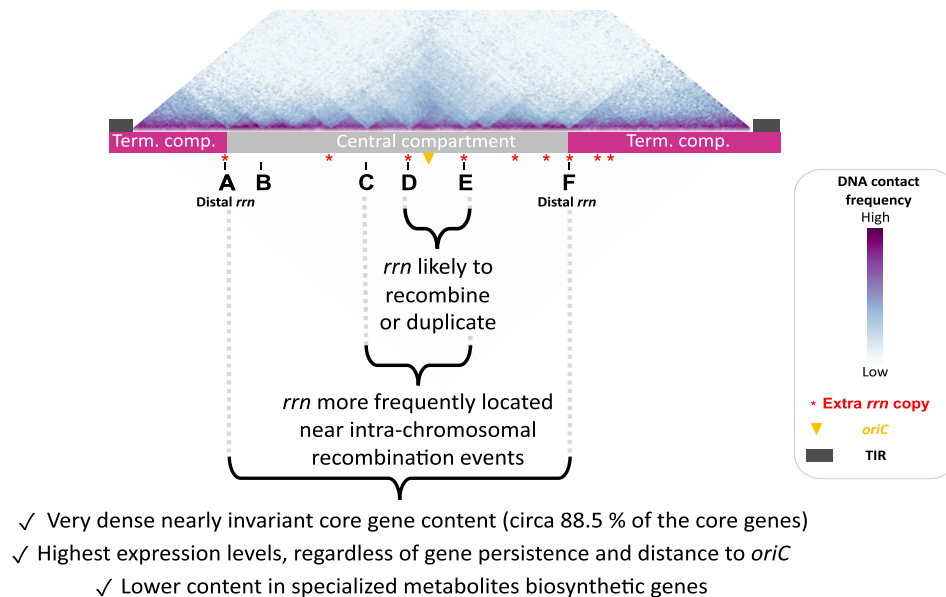 Term. comp.
Central compartment
Term. comp.
* * * * * * * * *
A B C D E F
Distal rrn
Distal rrn
rrn likely to
recombine
or duplicate
rrn more frequently located
near intra-chromosomal
recombination events
✓ Very dense nearly invariant core gene content (circa 88.5 % of the core genes)
✓ Highest expression levels, regardless of gene persistence and distance to oriC
✓ Lower content in specialized metabolites biosynthetic genes
DNA contact
frequency
High
Low
* Extra rrn copy
oriC
TIR